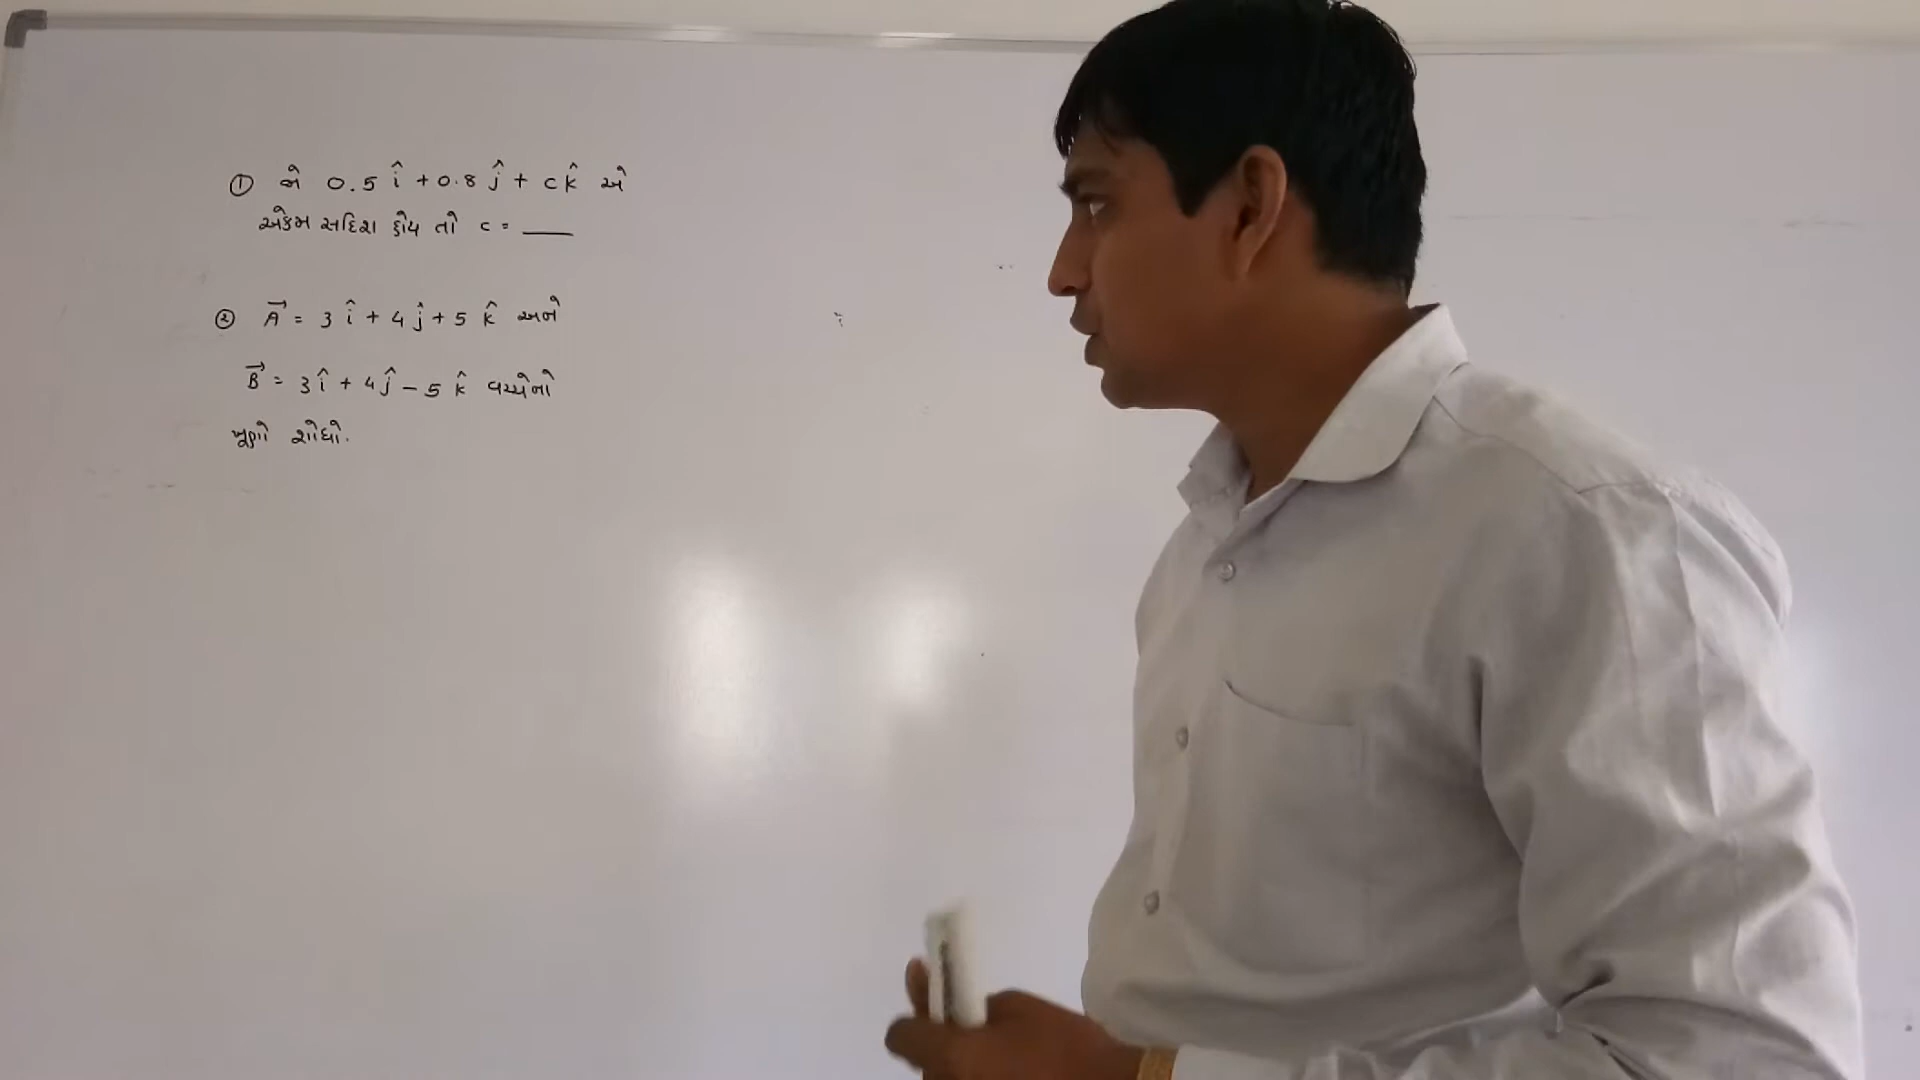 ① જો 0.5 î + 0.8 ĵ + c k̂ એ
એકમ સદિશ હોય તો c = ____
② A⃗ = 3 î + 4 ĵ + 5 k̂ અને
B⃗ = 3 î + 4 ĵ – 5 k̂ વચ્ચેનો
ખૂણો શોધો.